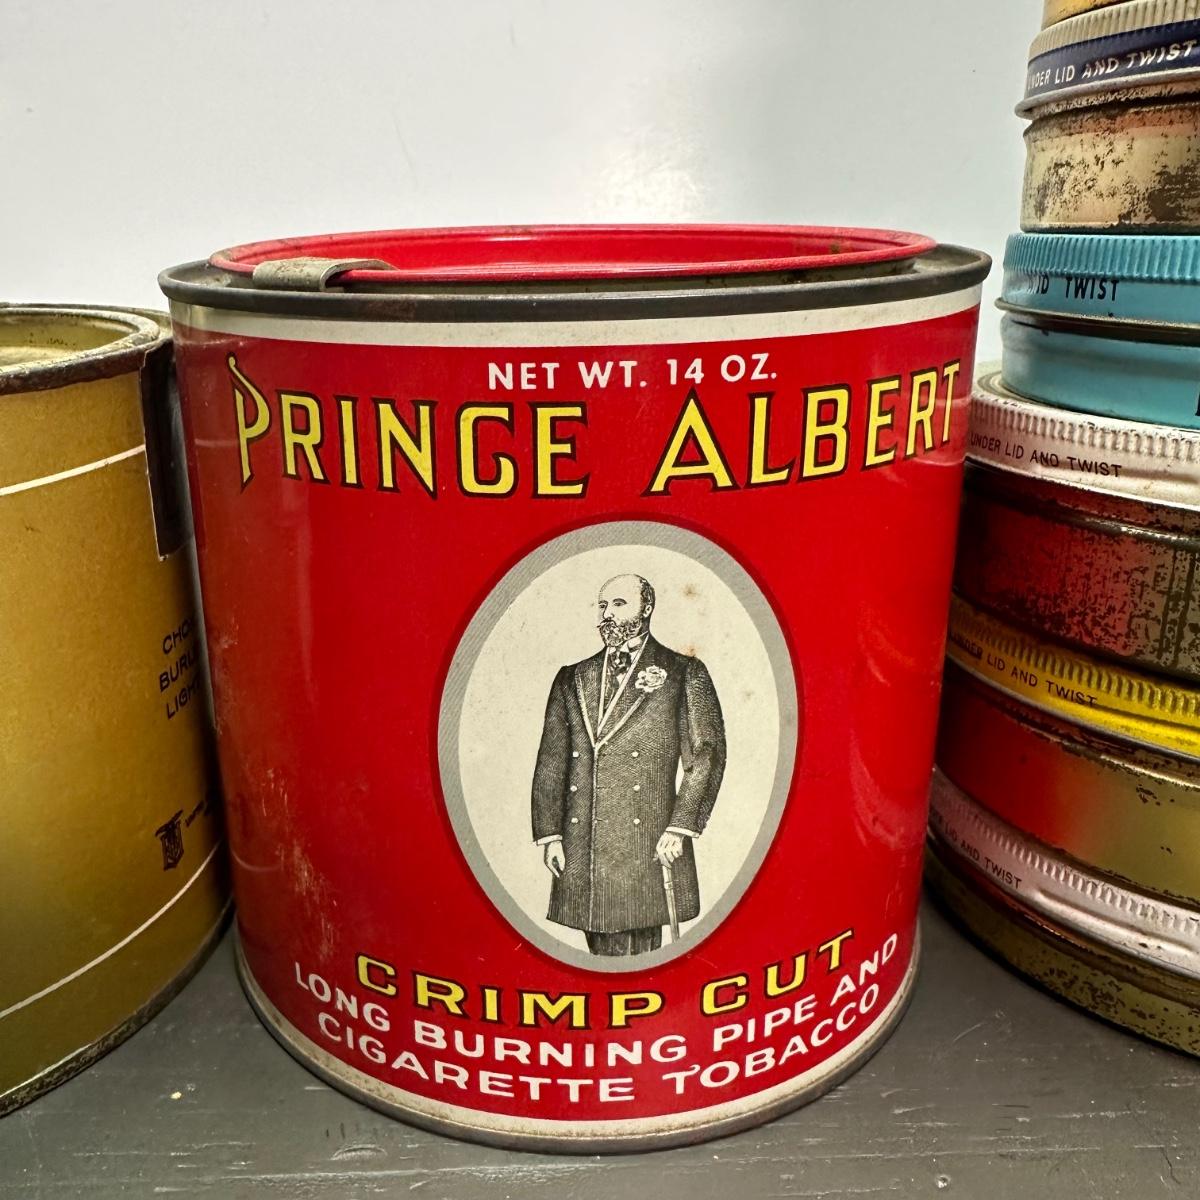 NET WT. 14 OZ.
PRINCE ALBERT
CRIMP CUT
LONG BURNING PIPE AND
CIGARETTE TOBACCO
LID AND TWIST
TWIST
UNDER LID AND TWIST
UNDER LID AND TWIST
AND TWIST